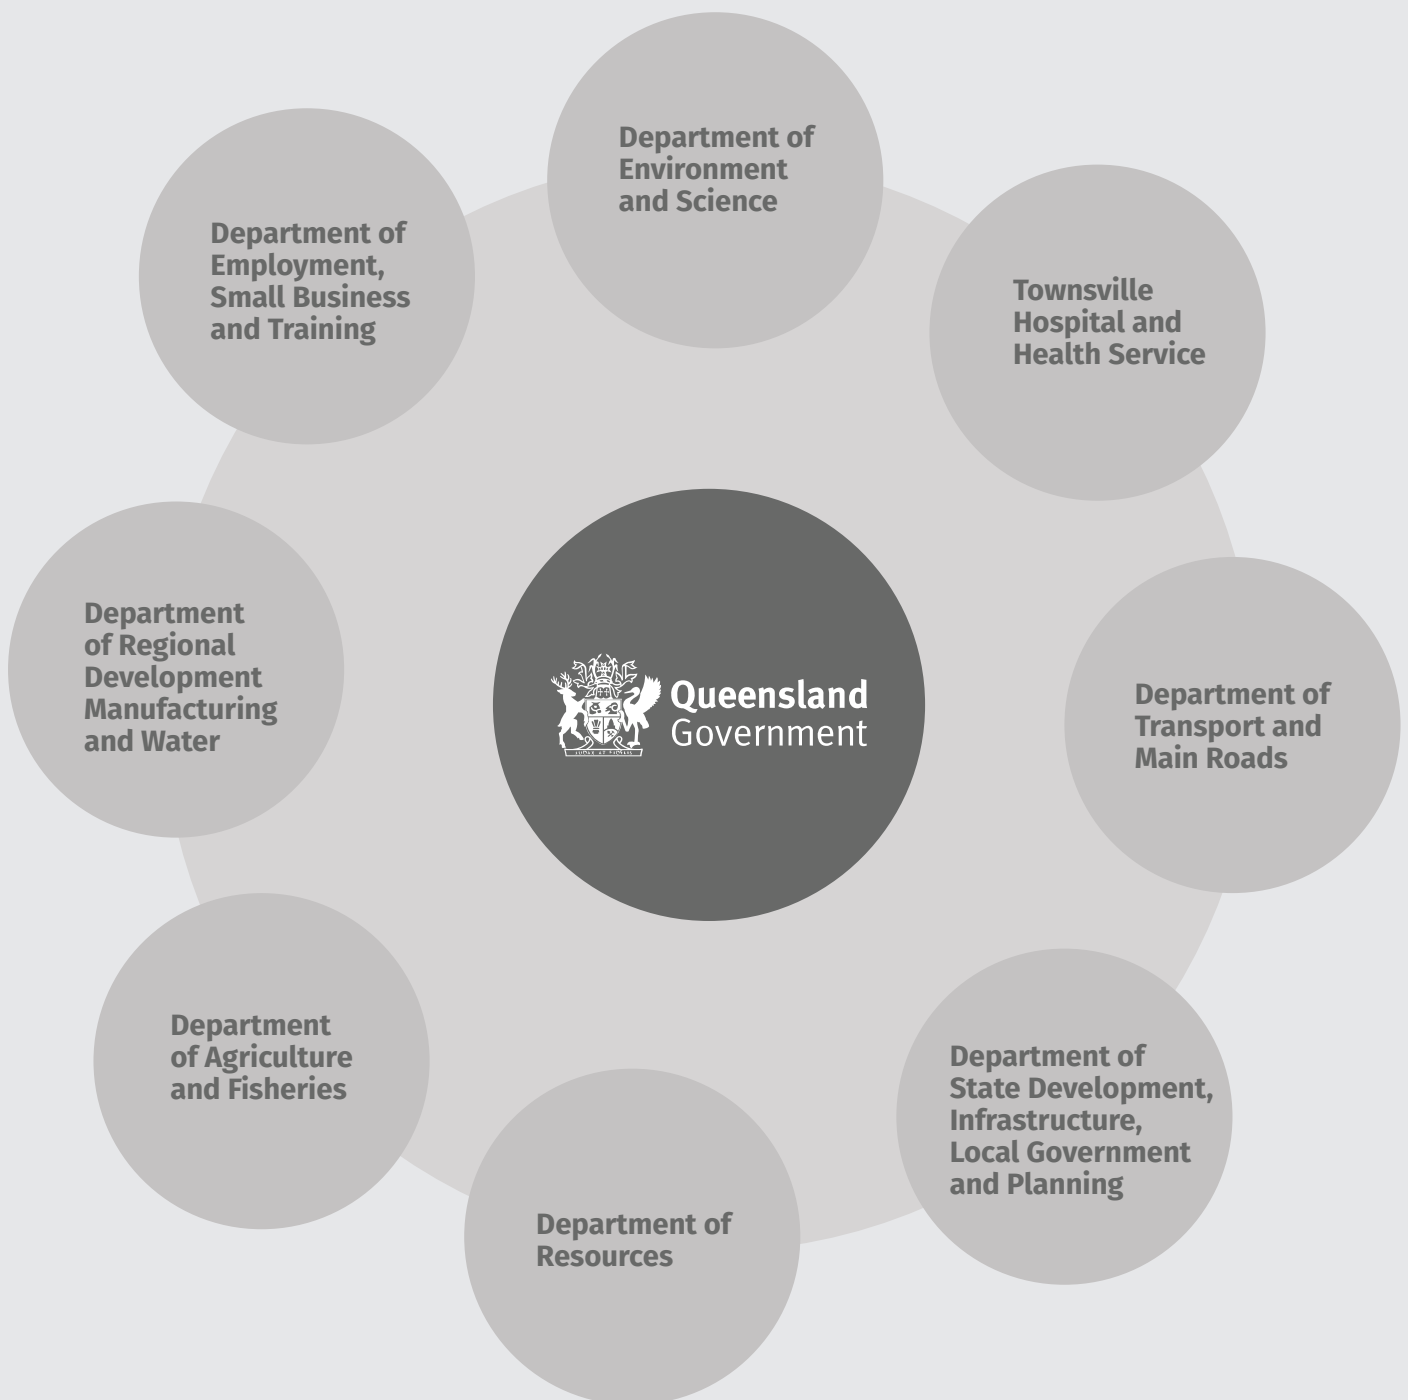 Department of
Environment
and Science
Townsville
Hospital and
Health Service
Department of
Transport and
Main Roads
Department of
State Development,
Infrastructure,
Local Government
and Planning
Department of
Resources
Department
of Agriculture
and Fisheries
Department
of Regional
Development
Manufacturing
and Water
Department of
Employment,
Small Business
and Training
Queensland
Government